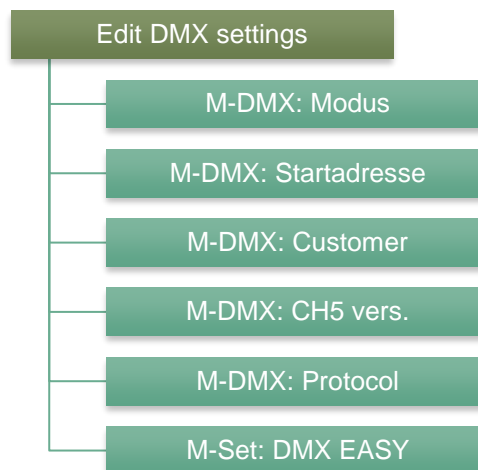 Edit DMX settings
M-DMX: Modus
M-DMX: Startadresse
M-DMX: Customer
M-DMX: CH5 vers.
M-DMX: Protocol
M-Set: DMX EASY